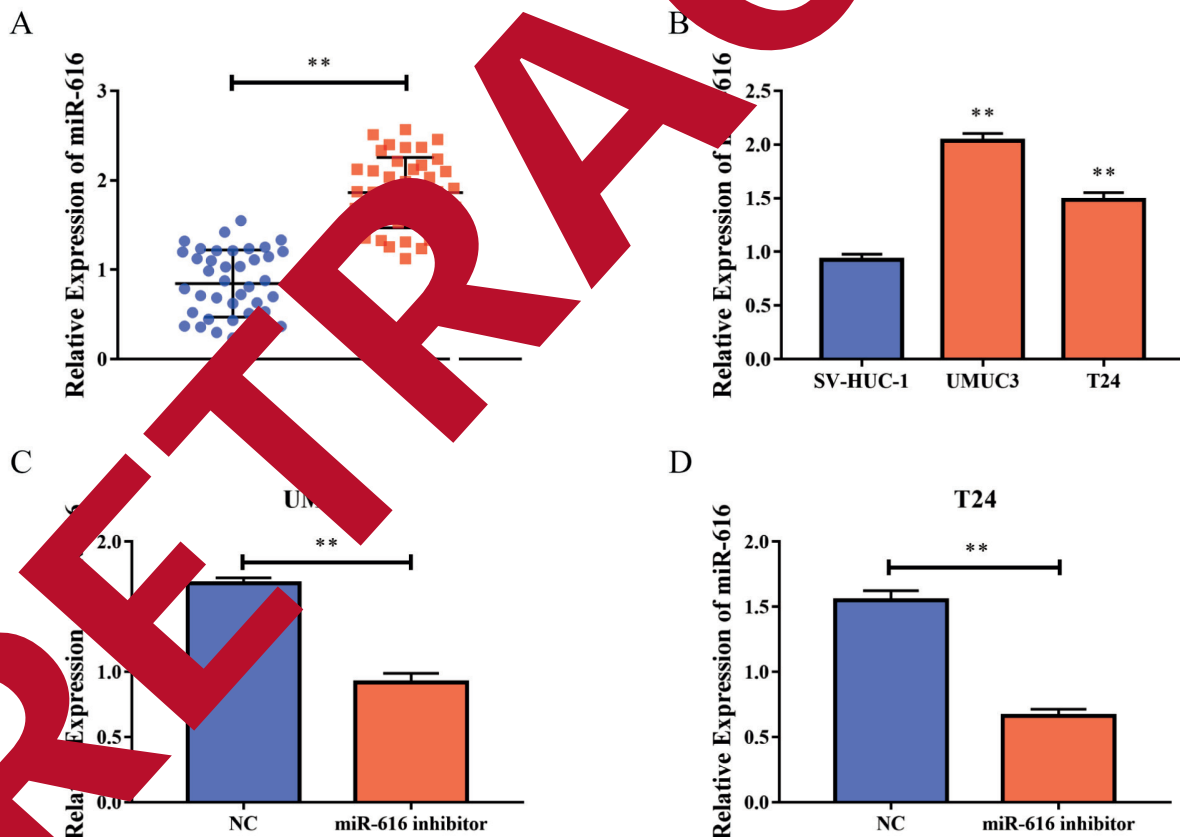 A
B
**
Relative Expression of miR-616
3
2
1
0
Relative Expression of 616
2.5
2.0
1.5
1.0
0.5
0.0
**
**
SV-HUC-1 UMUC3 T24
C
D
UM
**
Relative Expression
2.0
1.0
0.5
0.0
NC miR-616 inhibitor
T24
**
Relative Expression of miR-616
2.0
1.5
1.0
0.5
0.0
NC miR-616 inhibitor
RETRAC